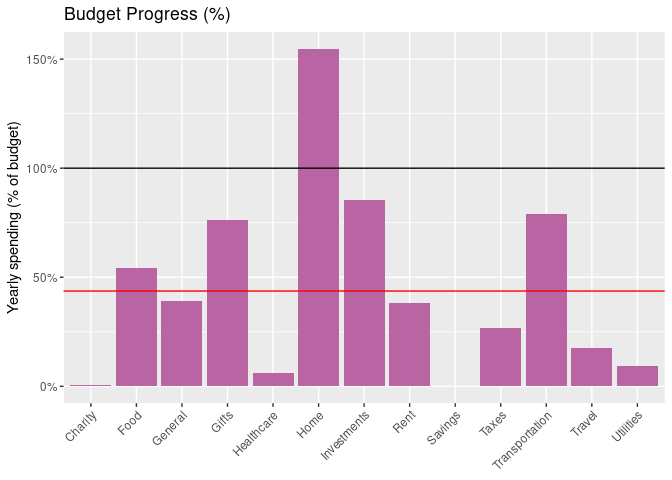 Budget Progress (%)
Yearly spending (% of budget)
150%
100%
50%
0%
Charity
Food
General
Gifts
Healthcare
Home
Investments
Rent
Savings
Taxes
Transportation
Travel
Utilities